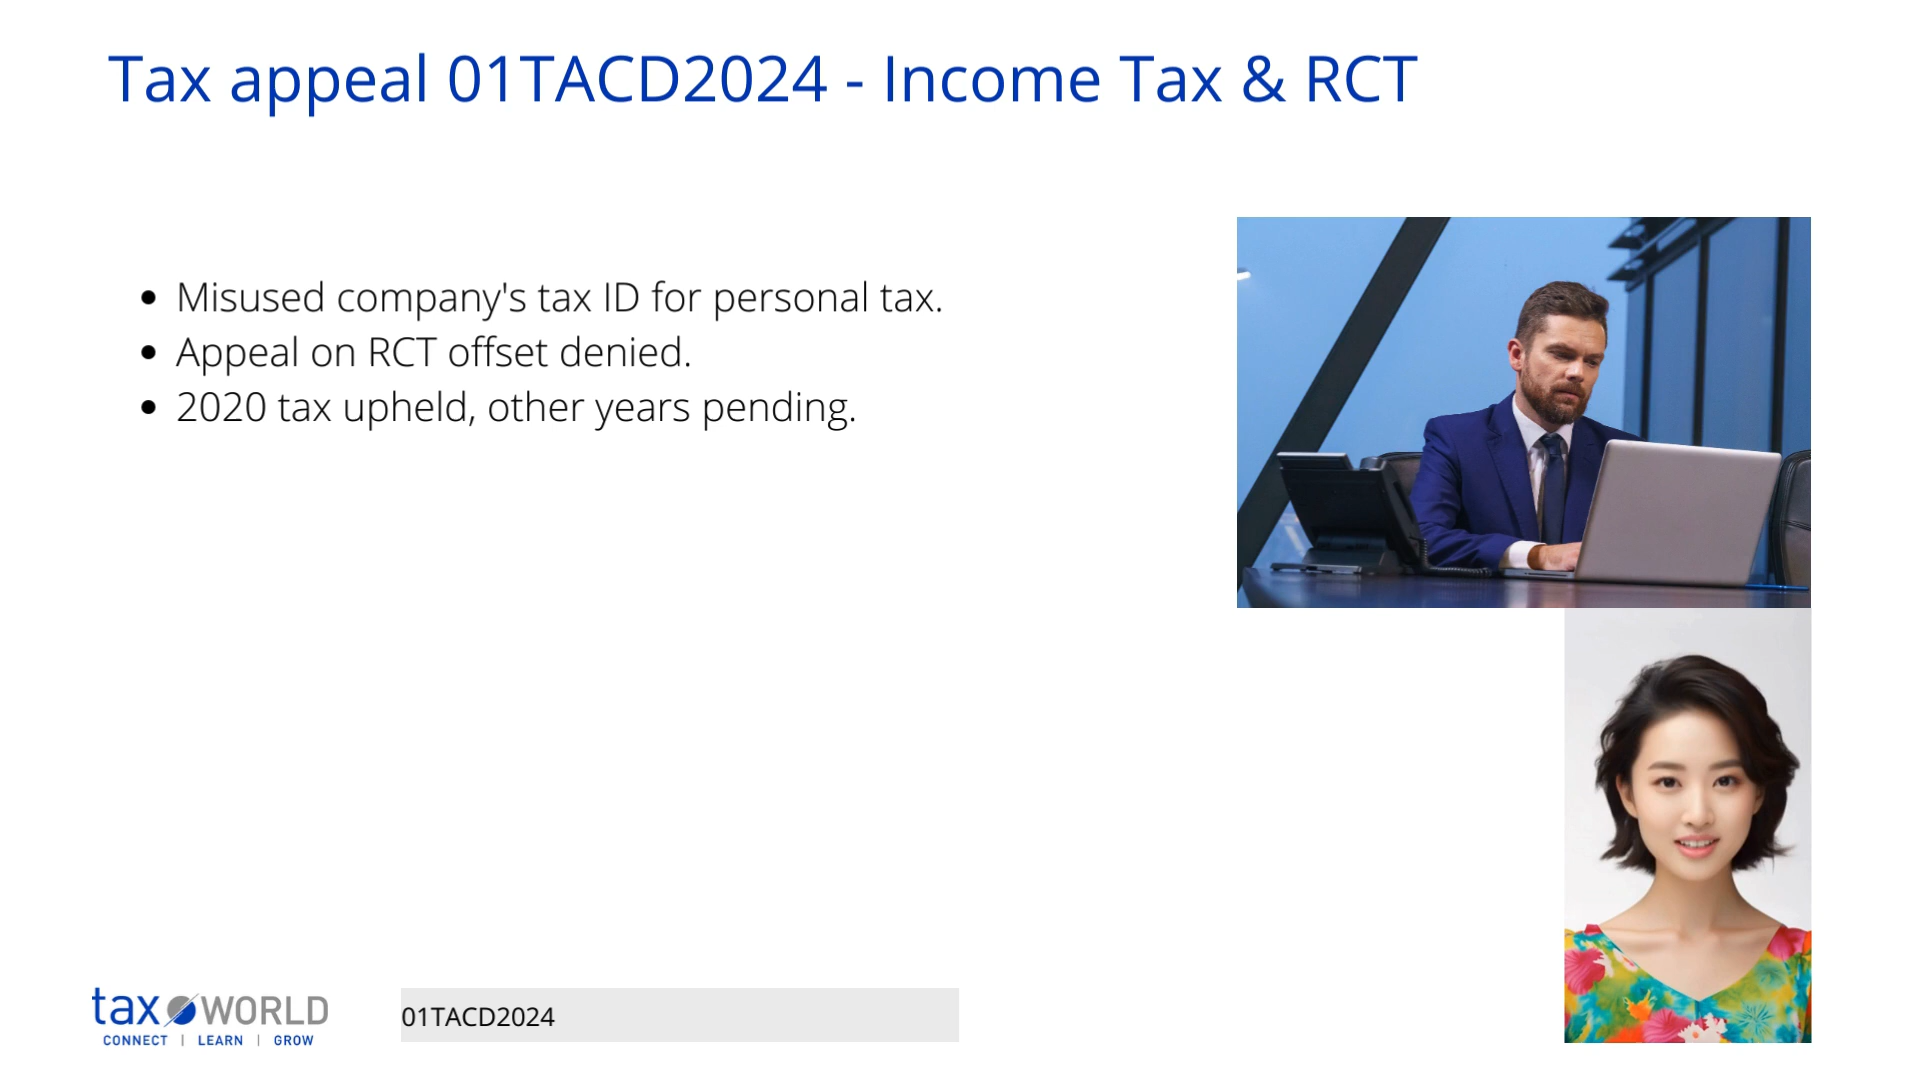 Tax appeal 01TACD2024 - Income Tax & RCT
• Misused company's tax ID for personal tax.
• Appeal on RCT offset denied.
• 2020 tax upheld, other years pending.
tax WORLD
CONNECT | LEARN | GROW
01TACD2024